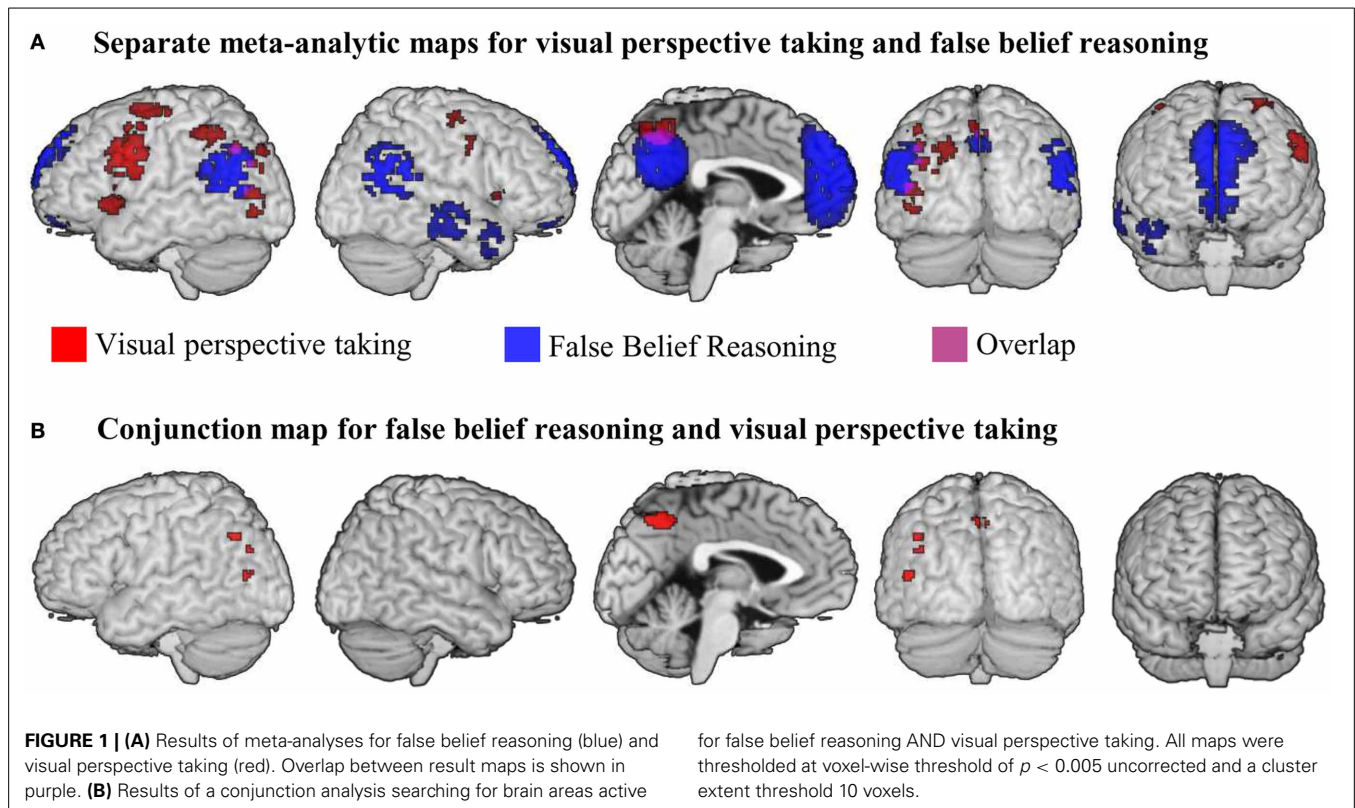 A Separate meta-analytic maps for visual perspective taking and false belief reasoning
Visual perspective taking False Belief Reasoning Overlap
B Conjunction map for false belief reasoning and visual perspective taking
FIGURE 1 | (A) Results of meta-analyses for false belief reasoning (blue) and
visual perspective taking (red). Overlap between result maps is shown in
purple. (B) Results of a conjunction analysis searching for brain areas active
for false belief reasoning AND visual perspective taking. All maps were
thresholded at voxel-wise threshold of p < 0.005 uncorrected and a cluster
extent threshold 10 voxels.